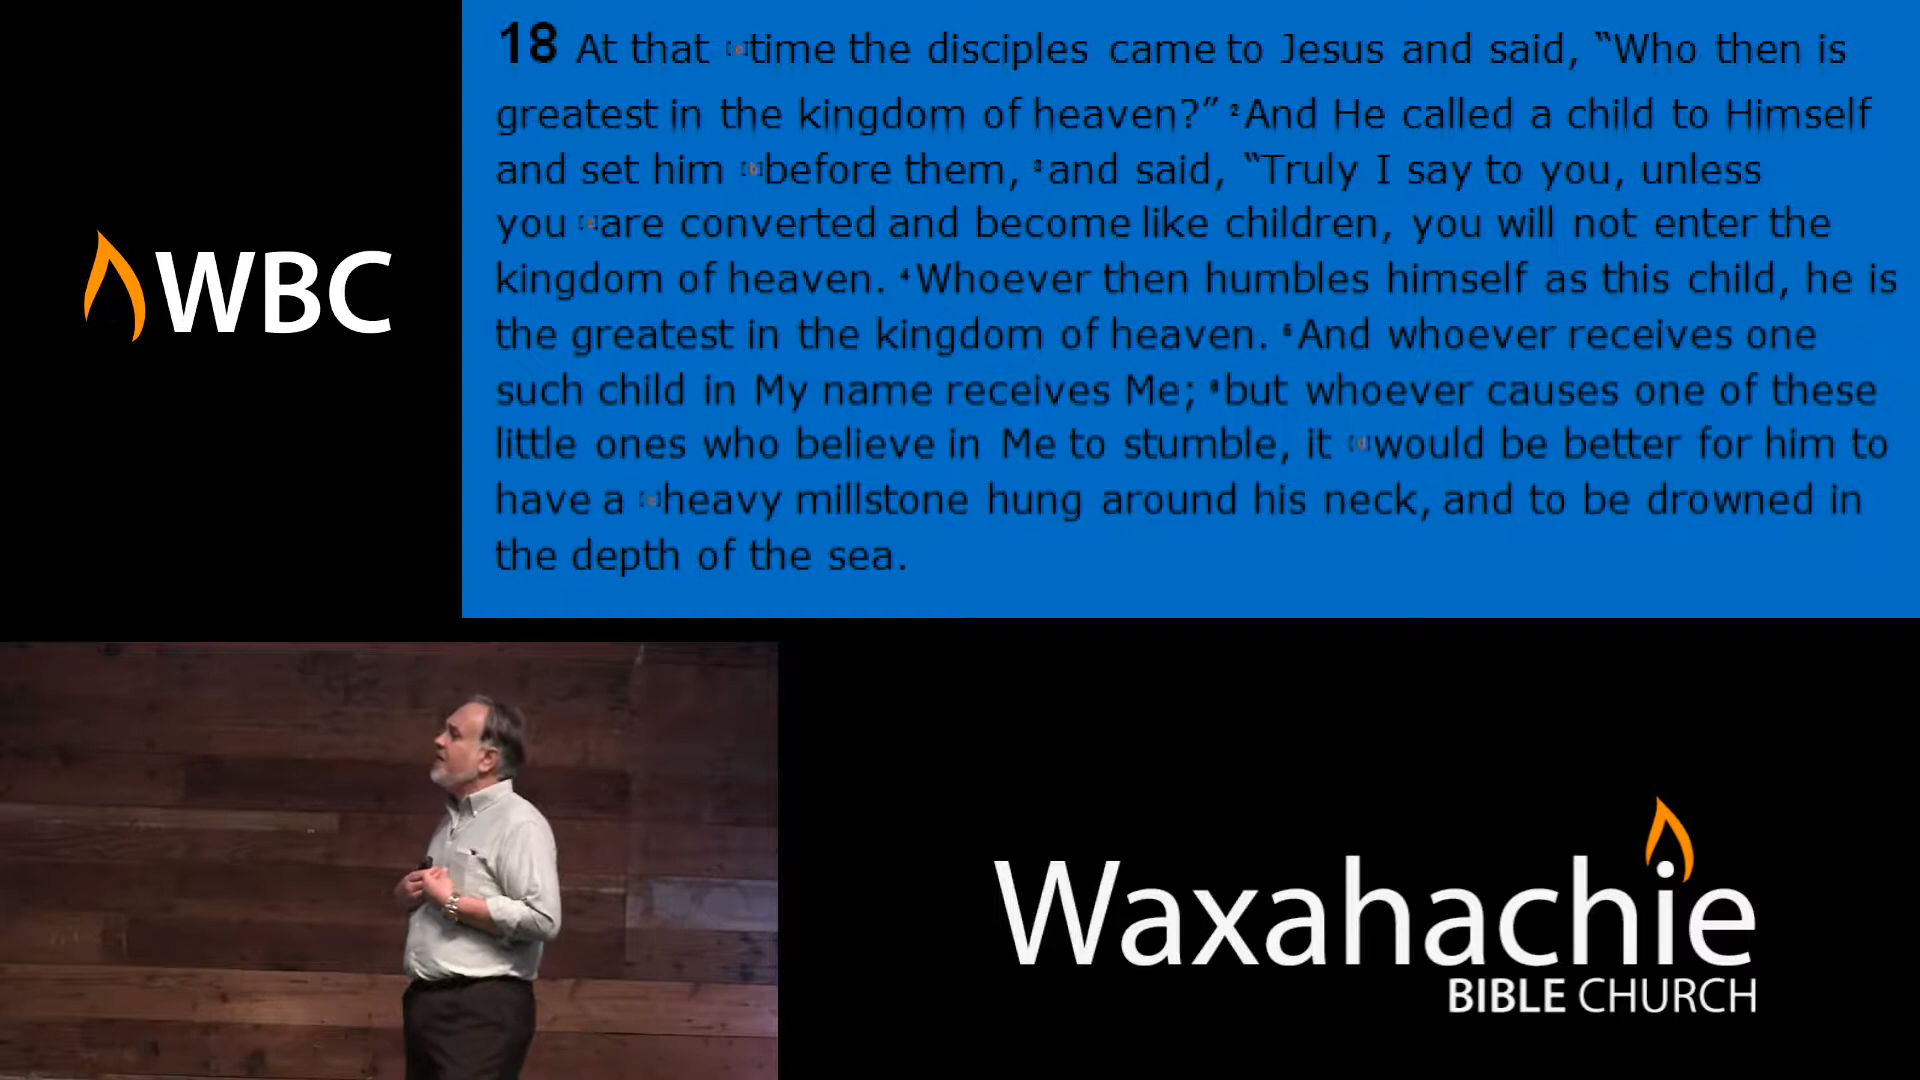 WBC
18 At that [a]time the disciples came to Jesus and said, “Who then is
greatest in the kingdom of heaven?” 2 And He called a child to Himself
and set him [b]before them, 3 and said, “Truly I say to you, unless
you [c]are converted and become like children, you will not enter the
kingdom of heaven. 4 Whoever then humbles himself as this child, he is
the greatest in the kingdom of heaven. 5 And whoever receives one
such child in My name receives Me; 6 but whoever causes one of these
little ones who believe in Me to stumble, it [d]would be better for him to
have a [e]heavy millstone hung around his neck, and to be drowned in
the depth of the sea.
Waxahachie
BIBLE CHURCH